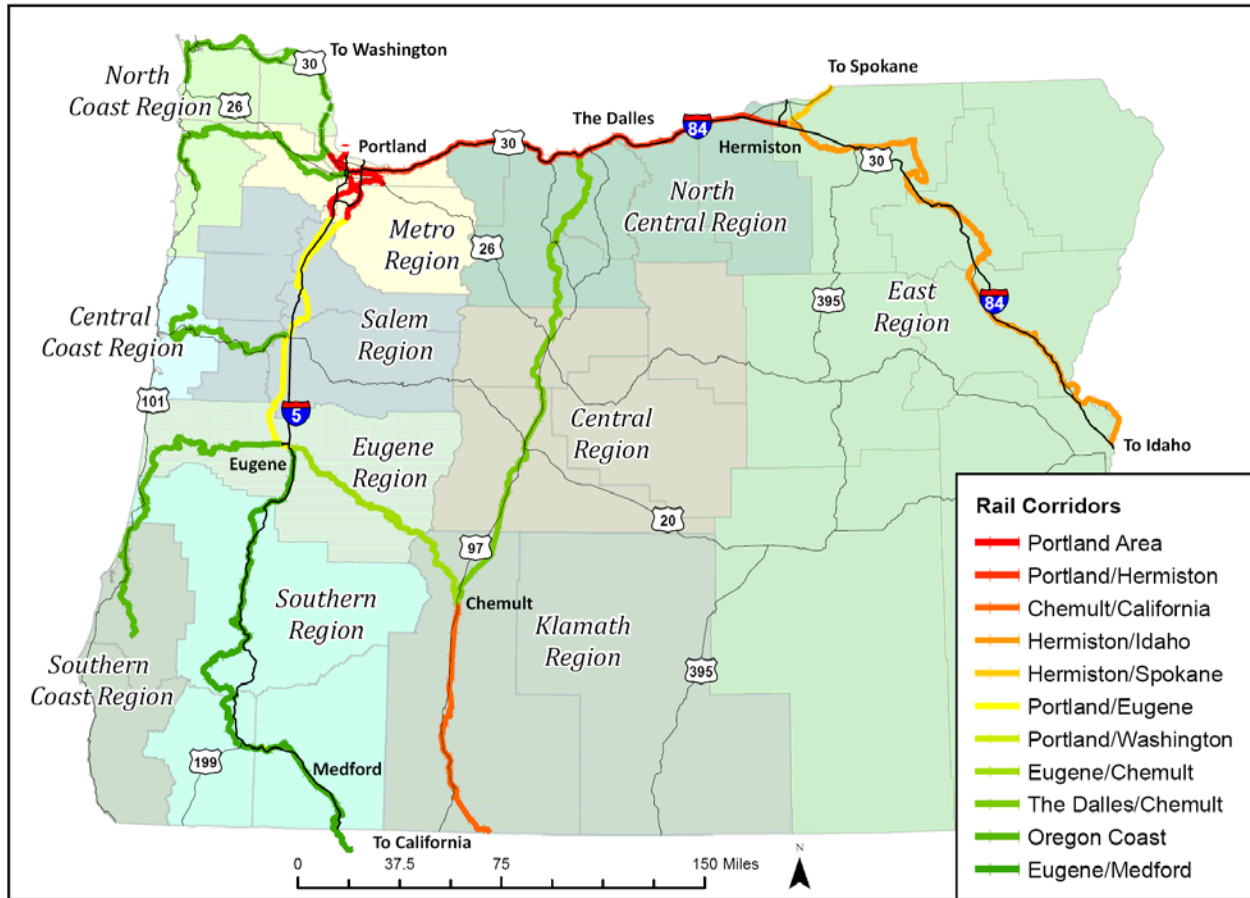 To Washington
30
North
Coast Region
26
To Spokane
The Dalles
84
Portland
30
Hermiston
30
North
Central Region
Metro
Region
26
395
East
Region
84
Central
Coast Region
Salem
Region
101
5
Central
Region
To Idaho
Eugene
Region
Eugene
20
97
Chemult
Southern
Region
Klamath
Region
Southern
Coast Region
395
199
Medford
To California
0 37.5 75 150 Miles
N
Rail Corridors
Portland Area
Portland/Hermiston
Chemult/California
Hermiston/Idaho
Hermiston/Spokane
Portland/Eugene
Portland/Washington
Eugene/Chemult
The Dalles/Chemult
Oregon Coast
Eugene/Medford